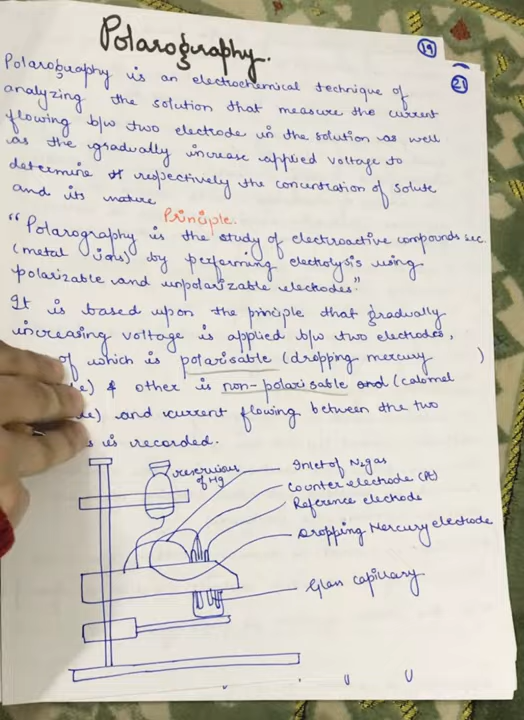 Polarography.
19
21
Polarography is an electrochemical technique of
analyzing the solution that measure the current
flowing b/w two electrode in the solution as well
as the gradually increase applied voltage to
determine respectively the concentration of solute
and its nature
Principle.
"Polarography is the study of electroactive compounds
(metal ions) by performing electrolysis using
polarizable and unpolarizable electrodes."
It is based upon the principle that gradually
increasing voltage is applied b/w two electrodes,
of which is polarisable (dropping mercury )
) & other is non-polarisable and (calomel
) and current flowing between the two
is recorded.
reservious of Hg
Inlet of N2 gas
Counter electrode (Pt)
Reference electrode
Dropping Mercury electrode
Glass capillary